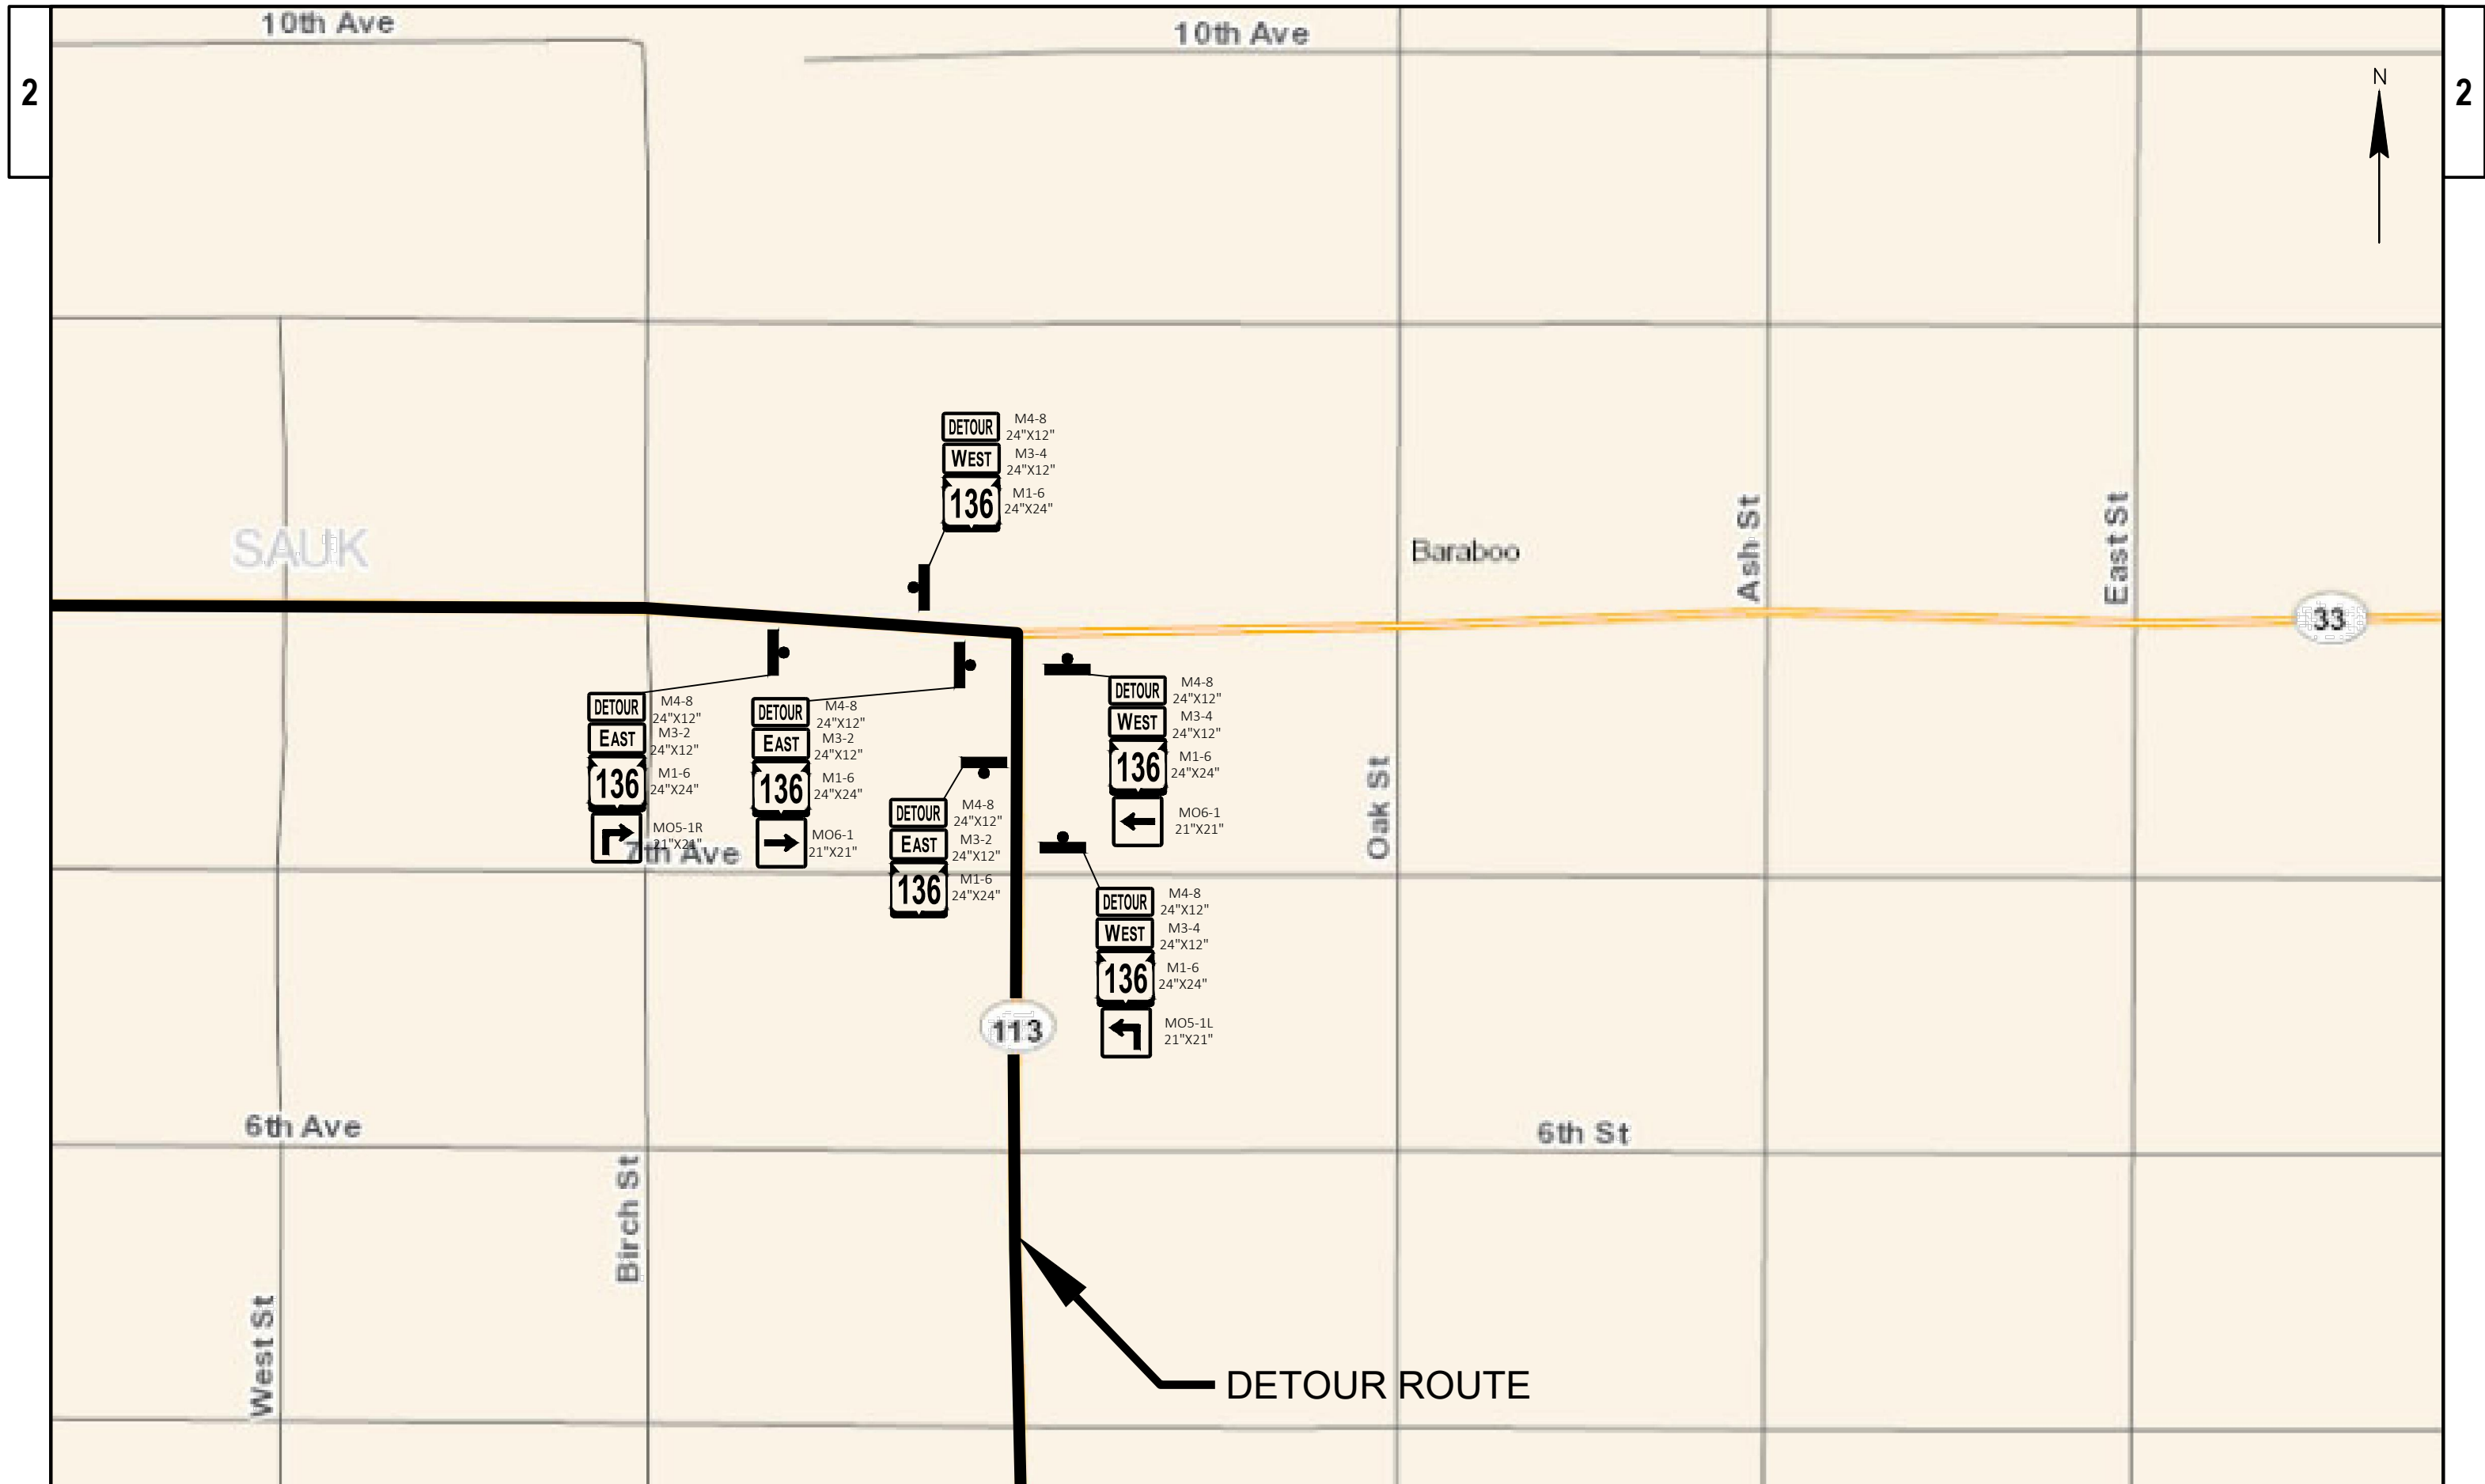 10th Ave
10th Ave
2
2
N
DETOUR
M4-8
24"X12"
WEST
M3-4
24"X12"
136
M1-6
24"X24"
SAUK
Baraboo
Ash St
East St
33
DETOUR
M4-8
24"X12"
EAST
M3-2
24"X12"
136
M1-6
24"X24"
MO5-1R
21"X21"
DETOUR
M4-8
24"X12"
EAST
M3-2
24"X12"
136
M1-6
24"X24"
MO6-1
21"X21"
7th Ave
DETOUR
M4-8
24"X12"
EAST
M3-2
24"X12"
136
M1-6
24"X24"
DETOUR
M4-8
24"X12"
WEST
M3-4
24"X12"
136
M1-6
24"X24"
MO6-1
21"X21"
Oak St
DETOUR
M4-8
24"X12"
WEST
M3-4
24"X12"
136
M1-6
24"X24"
MO5-1L
21"X21"
113
6th Ave
6th St
Birch St
West St
DETOUR ROUTE